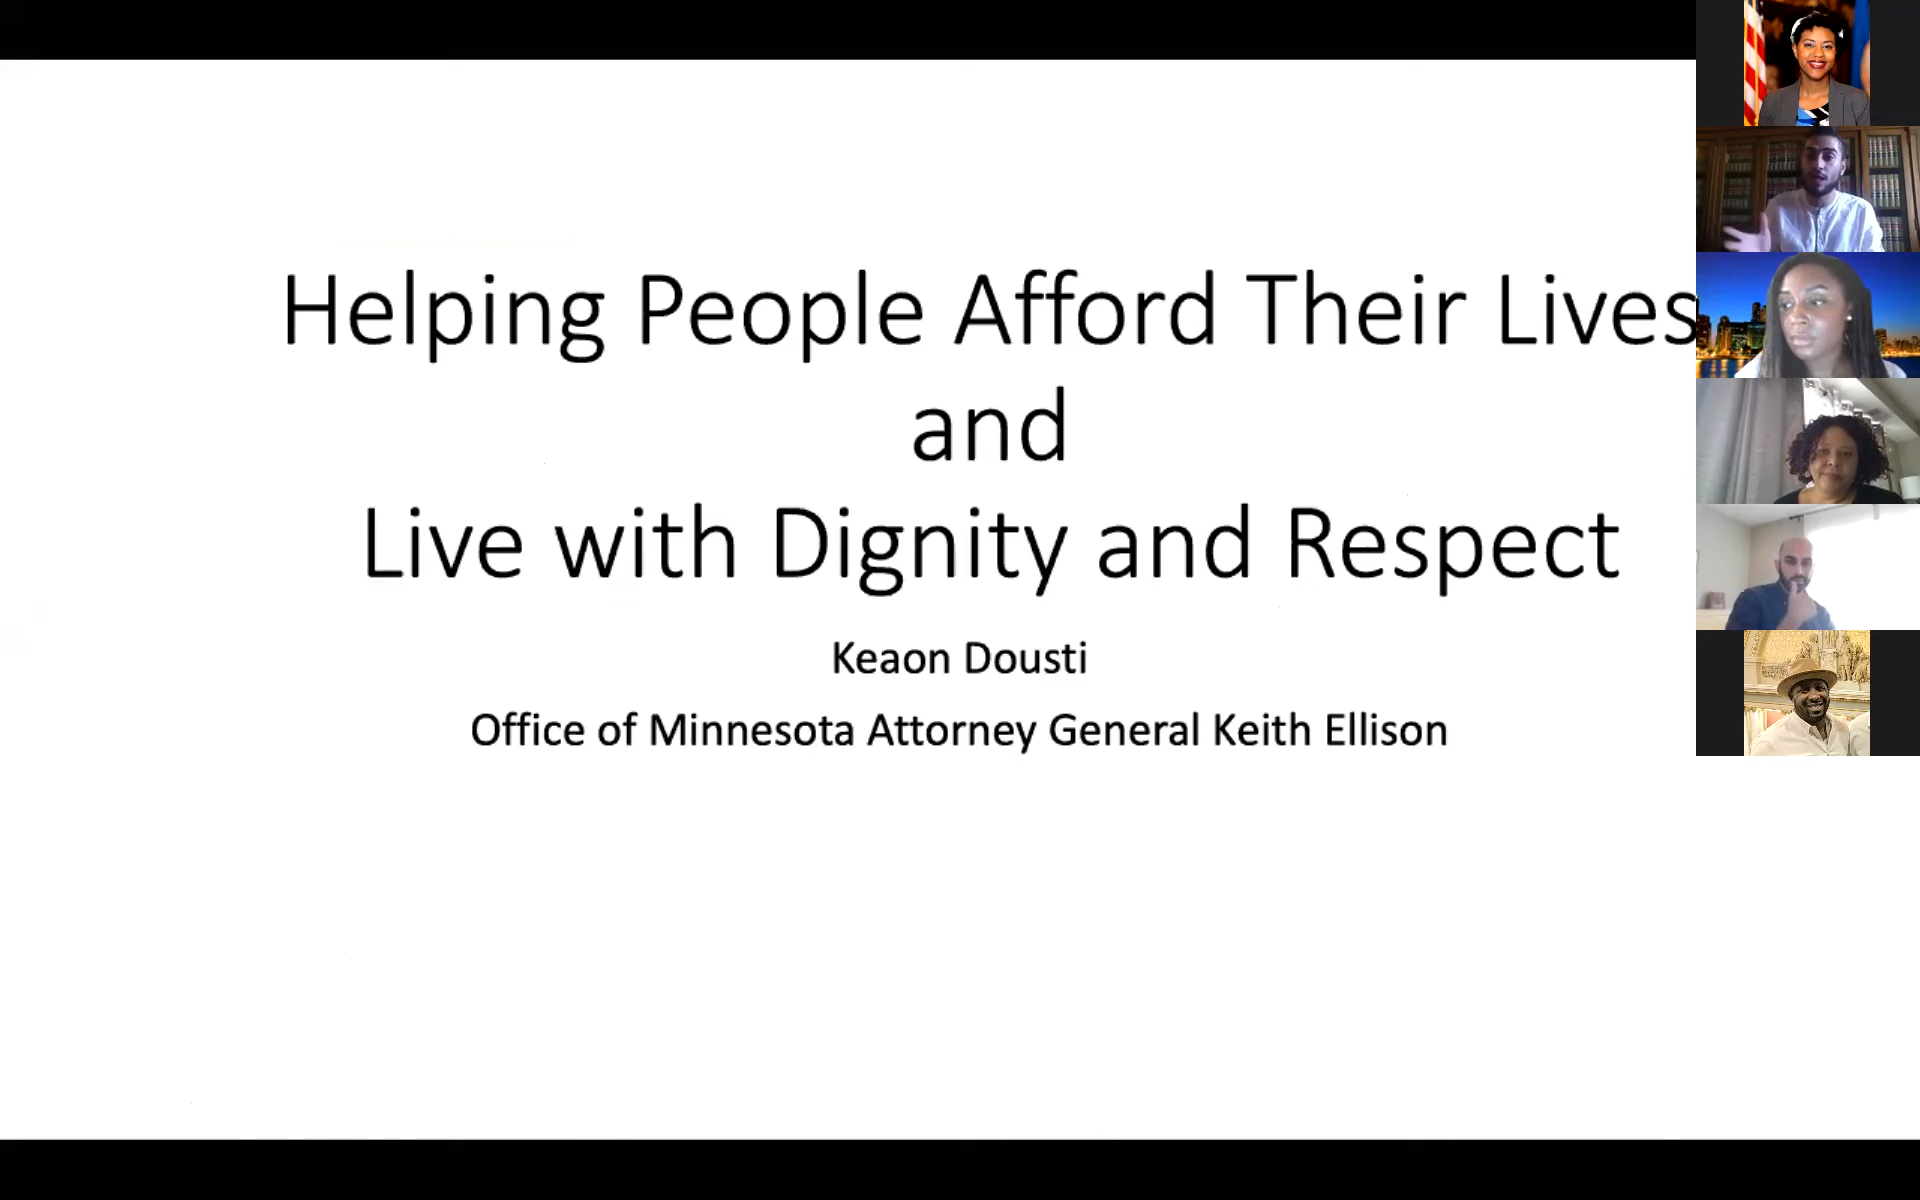 Helping People Afford Their Lives
and
Live with Dignity and Respect
Keaon Dousti
Office of Minnesota Attorney General Keith Ellison